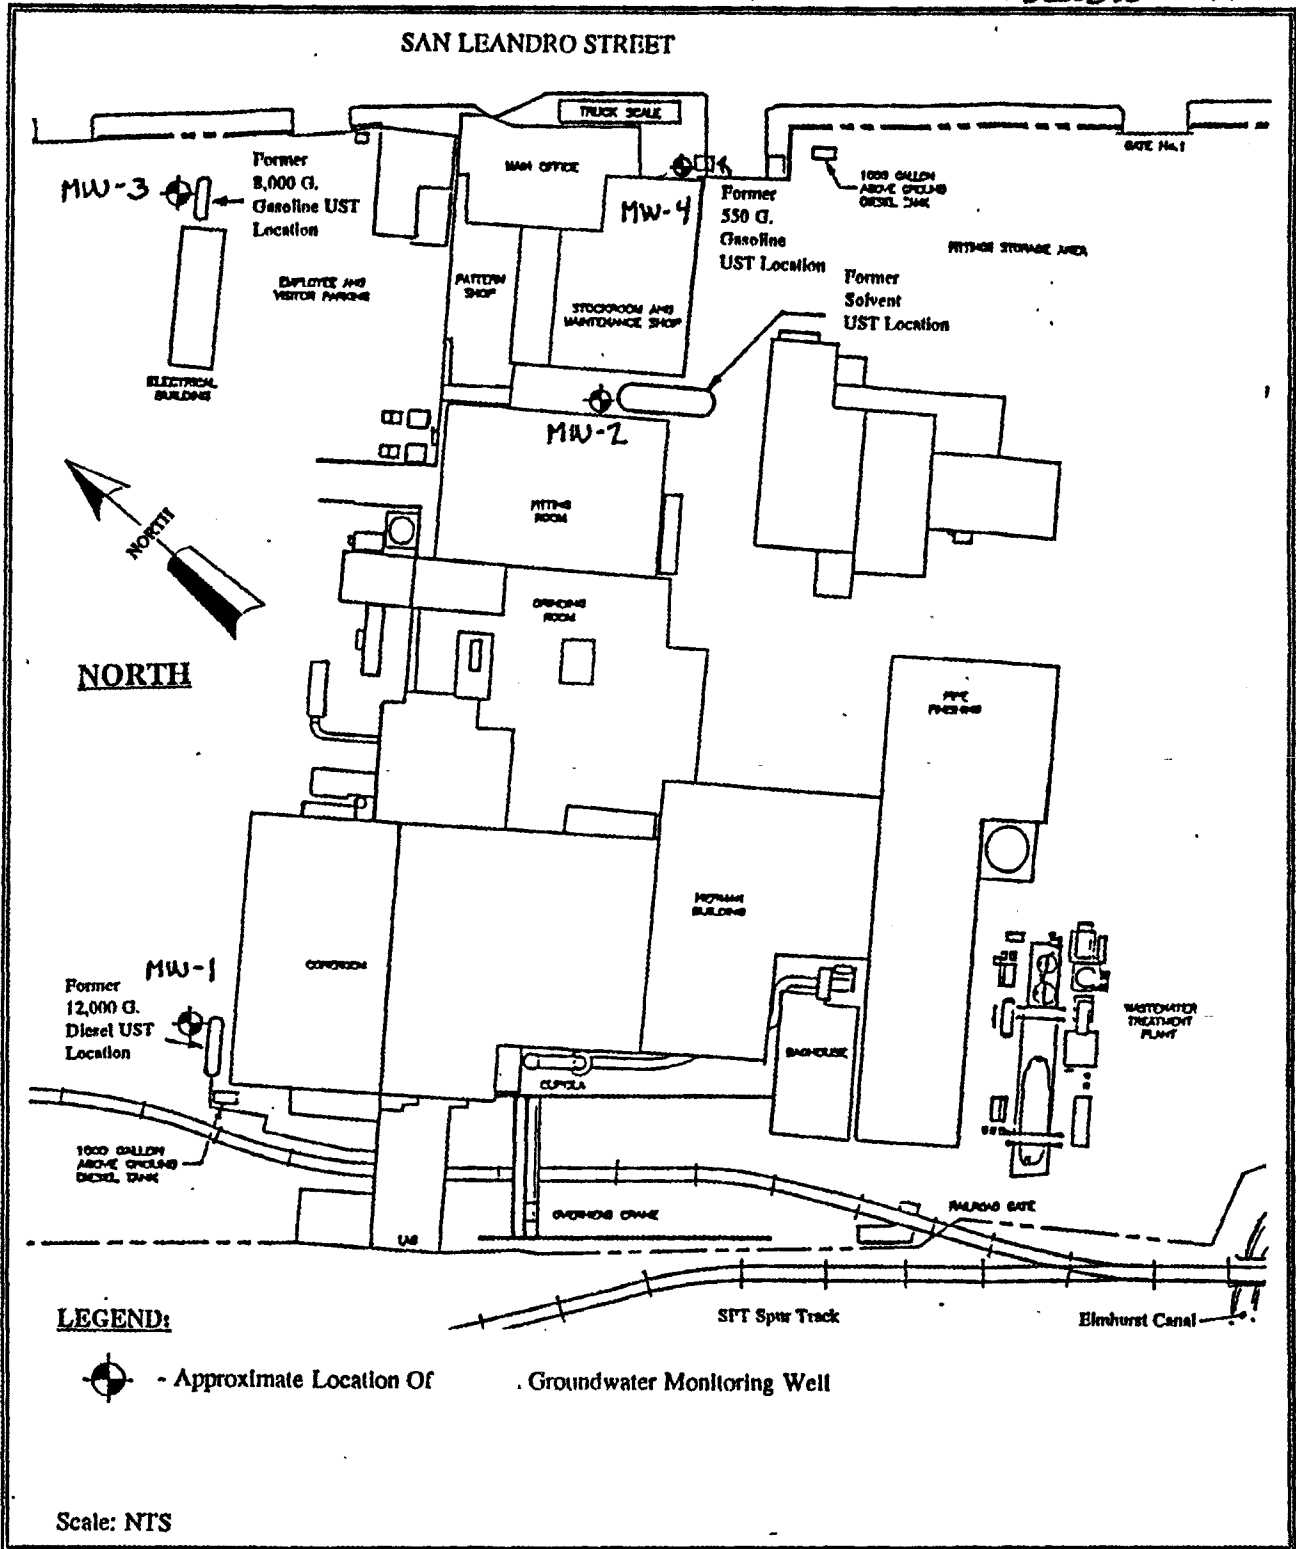 SAN LEANDRO STREET
TRUCK SCALE
MAIN OFFICE
GATE No.1
MW-3
Former
8,000 G.
Gasoline UST
Location
MW-4
Former
550 G.
Gasoline
UST Location
1000 GALLON
ABOVE GROUND
DIESEL TANK
FITTINGS STORAGE AREA
EMPLOYEE AND
VISITOR PARKING
PATTERN
SHOP
STOCKROOM AND
MAINTENANCE SHOP
Former
Solvent
UST Location
ELECTRICAL
BUILDING
MW-2
FITTING
ROOM
NORTH
GRINDING
ROOM
NORTH
PIPE
FINISHING
BUILDING
COREROOM
MW-1
Former
12,000 G.
Diesel UST
Location
WASTEWATER
TREATMENT
PLANT
BAGHOUSE
CUPOLA
1000 GALLON
ABOVE GROUND
DIESEL TANK
OVERHEAD CRANE
RAILROAD GATE
LAB
SPT Spur Track
Elmhurst Canal
LEGEND:
- Approximate Location Of . Groundwater Monitoring Well
Scale: NTS